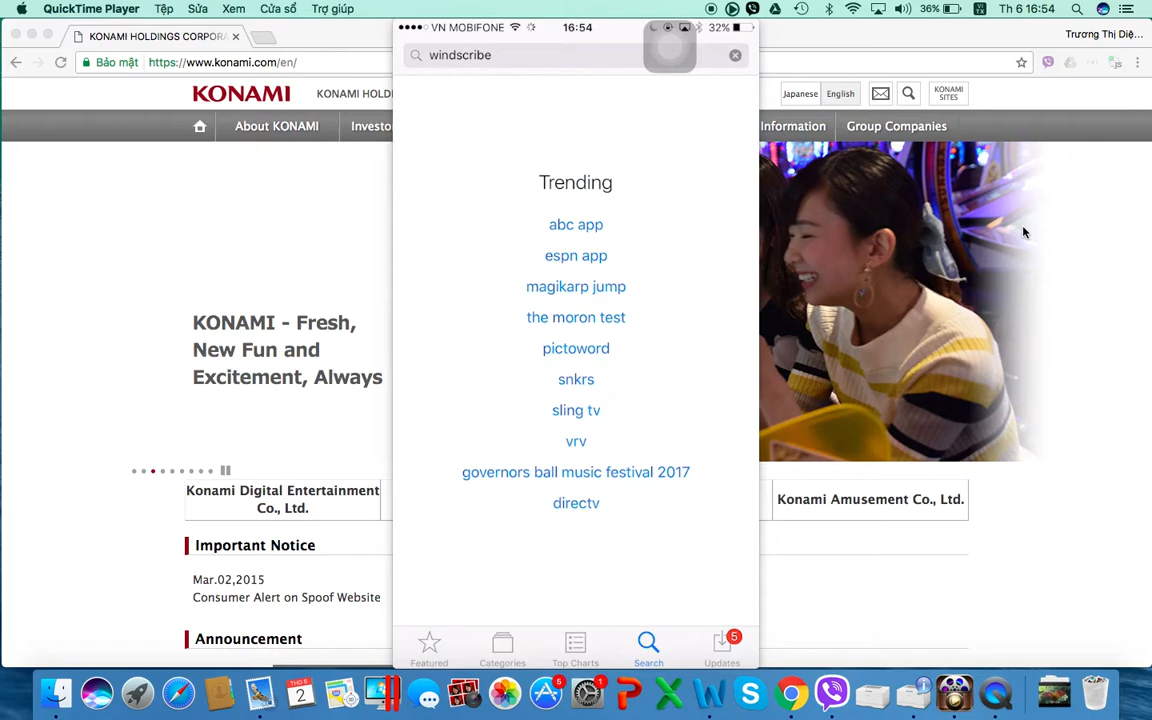 QuickTime Player Tệp Sửa Xem Cửa sổ Trợ giúp 36% Th 6 16:54
KONAMI HOLDINGS CORPORA
Trương Thị Diệ...
Bảo mật https://www.konami.com/en/
KONAMI KONAMI HOLD
Japanese English KONAMI SITES
About KONAMI Investo Information Group Companies
VN MOBIFONE 16:54 32%
windscribe
Trending
abc app
espn app
magikarp jump
the moron test
pictoword
snkrs
sling tv
vrv
governors ball music festival 2017
directv
Featured Categories Top Charts Search Updates
5
KONAMI - Fresh,
New Fun and
Excitement, Always
Konami Digital Entertainment
Co., Ltd.
Konami Amusement Co., Ltd.
Important Notice
Mar.02,2015
Consumer Alert on Spoof Website
Announcement